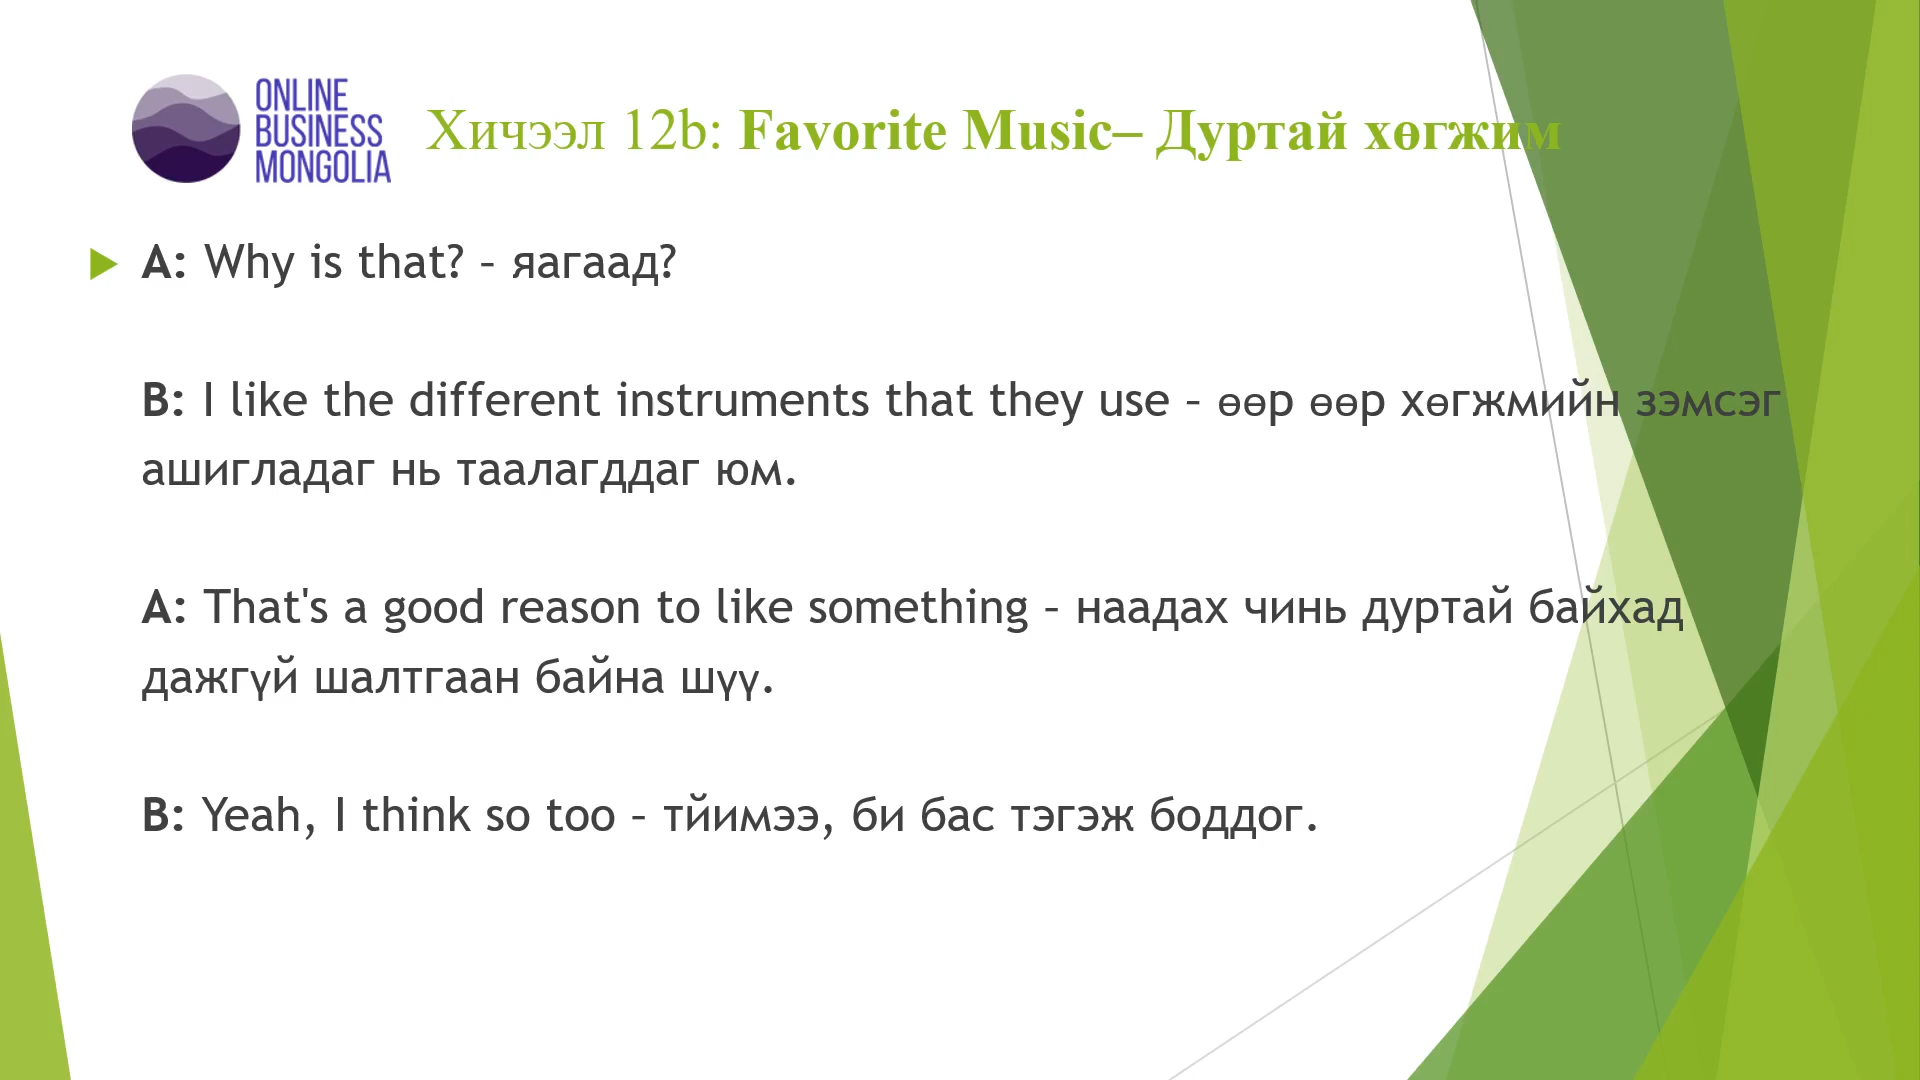 ONLINE
BUSINESS
MONGOLIA
Хичээл 12b: Favorite Music– Дуртай хөгжим
A: Why is that? – яагаад?
B: I like the different instruments that they use – өөр өөр хөгжмийн зэмсэг
ашигладаг нь таалагддаг юм.
A: That's a good reason to like something – наадах чинь дуртай байхад
дажгүй шалтгаан байна шүү.
B: Yeah, I think so too – тйимээ, би бас тэгэж боддог.